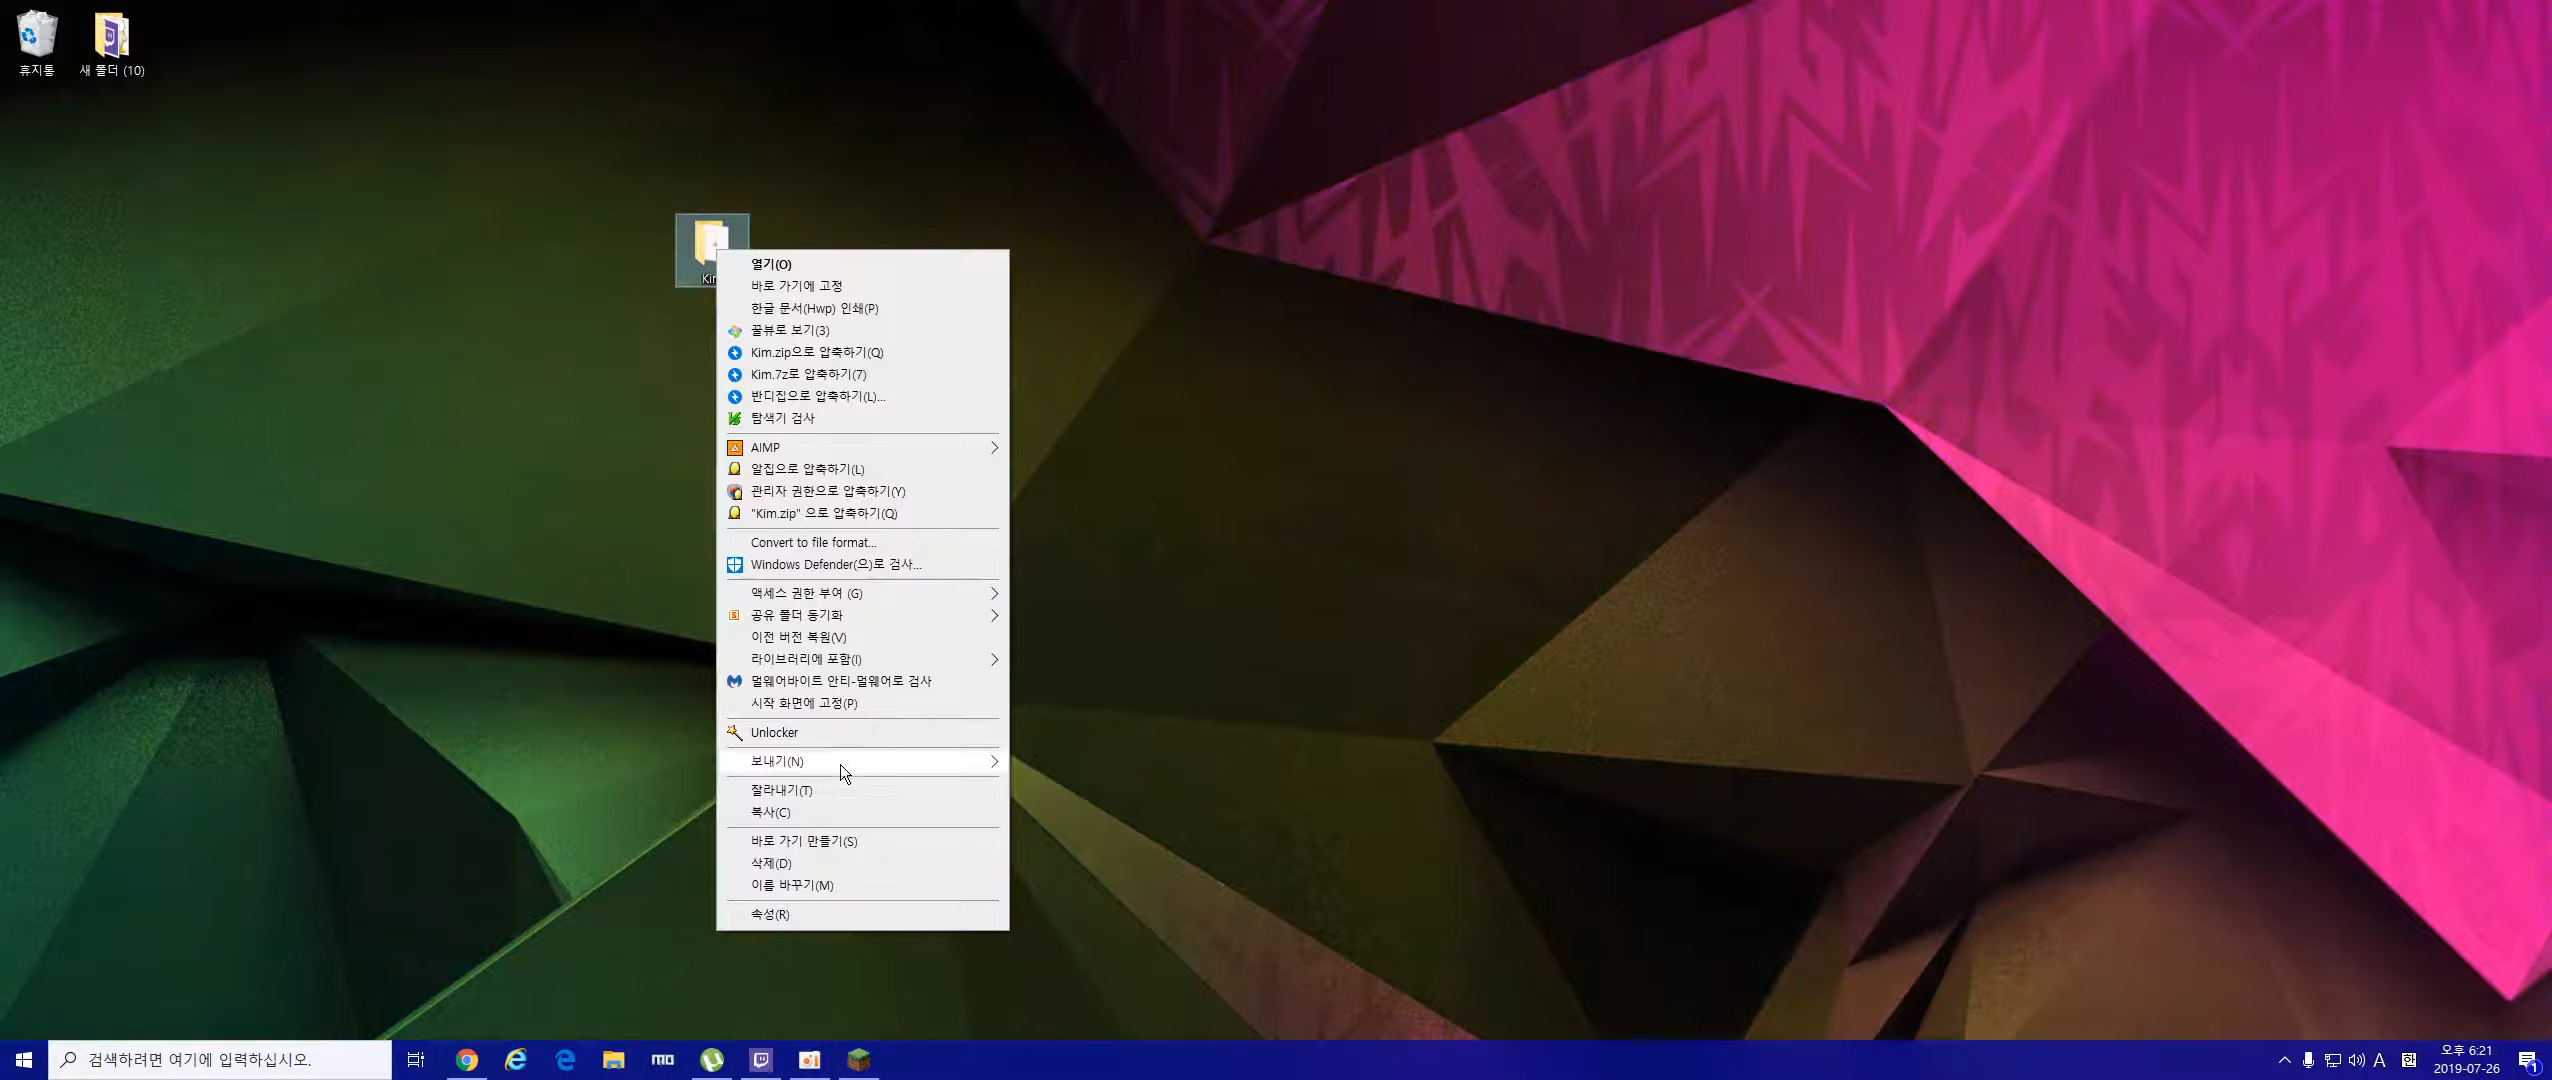 휴지통
새 폴더 (10)
열기(O)
바로 가기에 고정
한글 문서(Hwp) 인쇄(P)
꿀뷰로 보기(3)
Kim.zip으로 압축하기(Q)
Kim.7z로 압축하기(7)
반디집으로 압축하기(L)...
탐색기 검사
AIMP
알집으로 압축하기(L)
관리자 권한으로 압축하기(Y)
"Kim.zip" 으로 압축하기(Q)
Convert to file format...
Windows Defender(으)로 검사...
액세스 권한 부여 (G)
공유 폴더 동기화
이전 버전 복원(V)
라이브러리에 포함(I)
멀웨어바이트 안티-멀웨어로 검사
시작 화면에 고정(P)
Unlocker
보내기(N)
잘라내기(T)
복사(C)
바로 가기 만들기(S)
삭제(D)
이름 바꾸기(M)
속성(R)
검색하려면 여기에 입력하십시오.
A
한
오후 6:21
2019-07-26
1